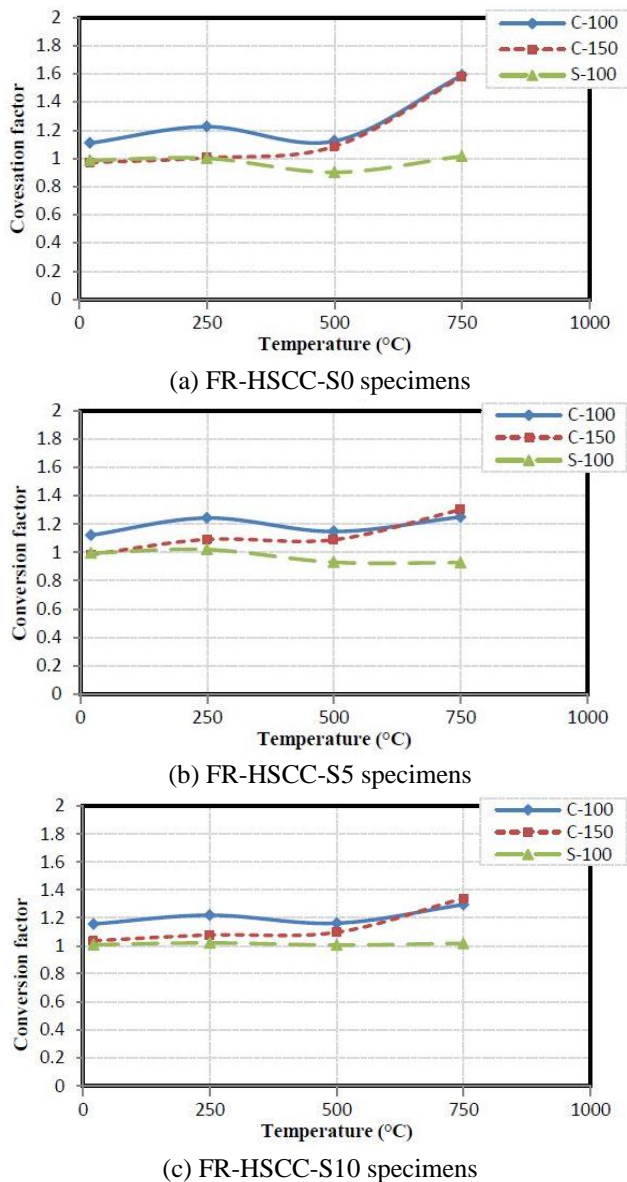 2
1.8
1.6
1.4
1.2
1
0.8
0.6
0.4
0.2
0
Covesation factor
C-100
C-150
S-100
0 250 500 750 1000
Temperature (°C)
(a) FR-HSCC-S0 specimens
2
1.8
1.6
1.4
1.2
1
0.8
0.6
0.4
0.2
0
Conversion factor
C-100
C-150
S-100
0 250 500 750 1000
Temperature (°C)
(b) FR-HSCC-S5 specimens
2
1.8
1.6
1.4
1.2
1
0.8
0.6
0.4
0.2
0
Conversion factor
C-100
C-150
S-100
0 250 500 750 1000
Temperature (°C)
(c) FR-HSCC-S10 specimens